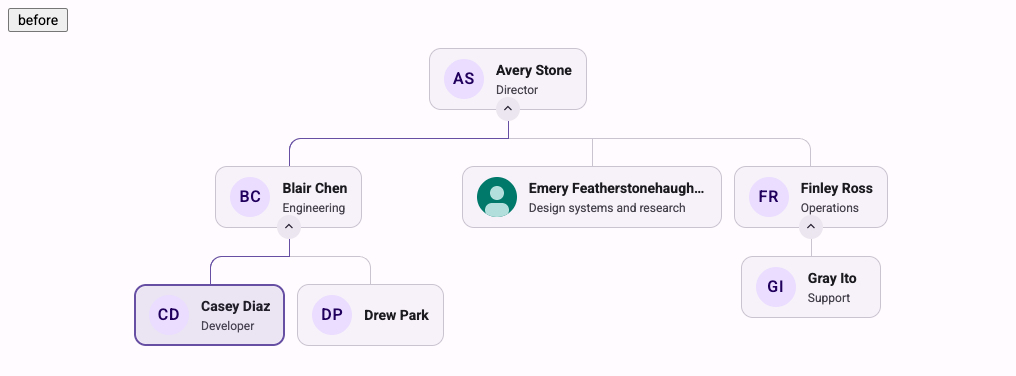 before
AS
Avery Stone
Director
BC
Blair Chen
Engineering
Emery Featherstonehaugh…
Design systems and research
FR
Finley Ross
Operations
CD
Casey Diaz
Developer
DP
Drew Park
GI
Gray Ito
Support